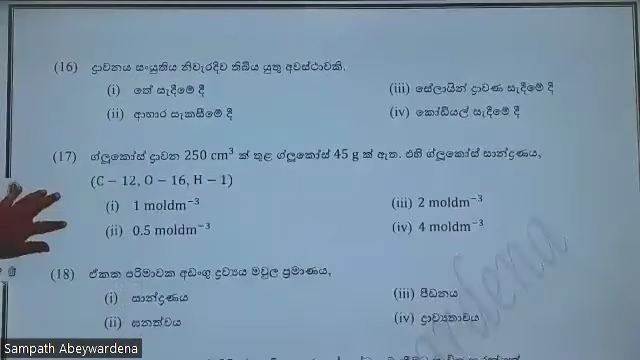 (16) ද්‍රාවනය සංයුතිය නිවැරදිව තිබිය යුතු අවස්ථාවකි.
(i) තේ සෑදීමේ දී (iii) සේලායින් ද්‍රාවණ සෑදීමේ දී
(ii) ආහාර සැකසීමේ දී (iv) කෝඩියල් සෑදීමේ දී
(17) ග්ලූකෝස් ද්‍රාවන 250 cm³ ක් තුළ ග්ලූකෝස් 45 g ක් ඇත. එහි ග්ලූකෝස් සාන්ද්‍රණය,
(C − 12, O − 16, H − 1)
(i) 1 moldm⁻³ (iii) 2 moldm⁻³
(ii) 0.5 moldm⁻³ (iv) 4 moldm⁻³
(18) ඒකක පරිමාවක අඩංගු ද්‍රව්‍යය මවුල ප්‍රමාණය,
(i) සාන්ද්‍රණය (iii) පීඩනය
(ii) ඝනත්වය (iv) ද්‍රාව්‍යතාවය
Sampath Abeywardena